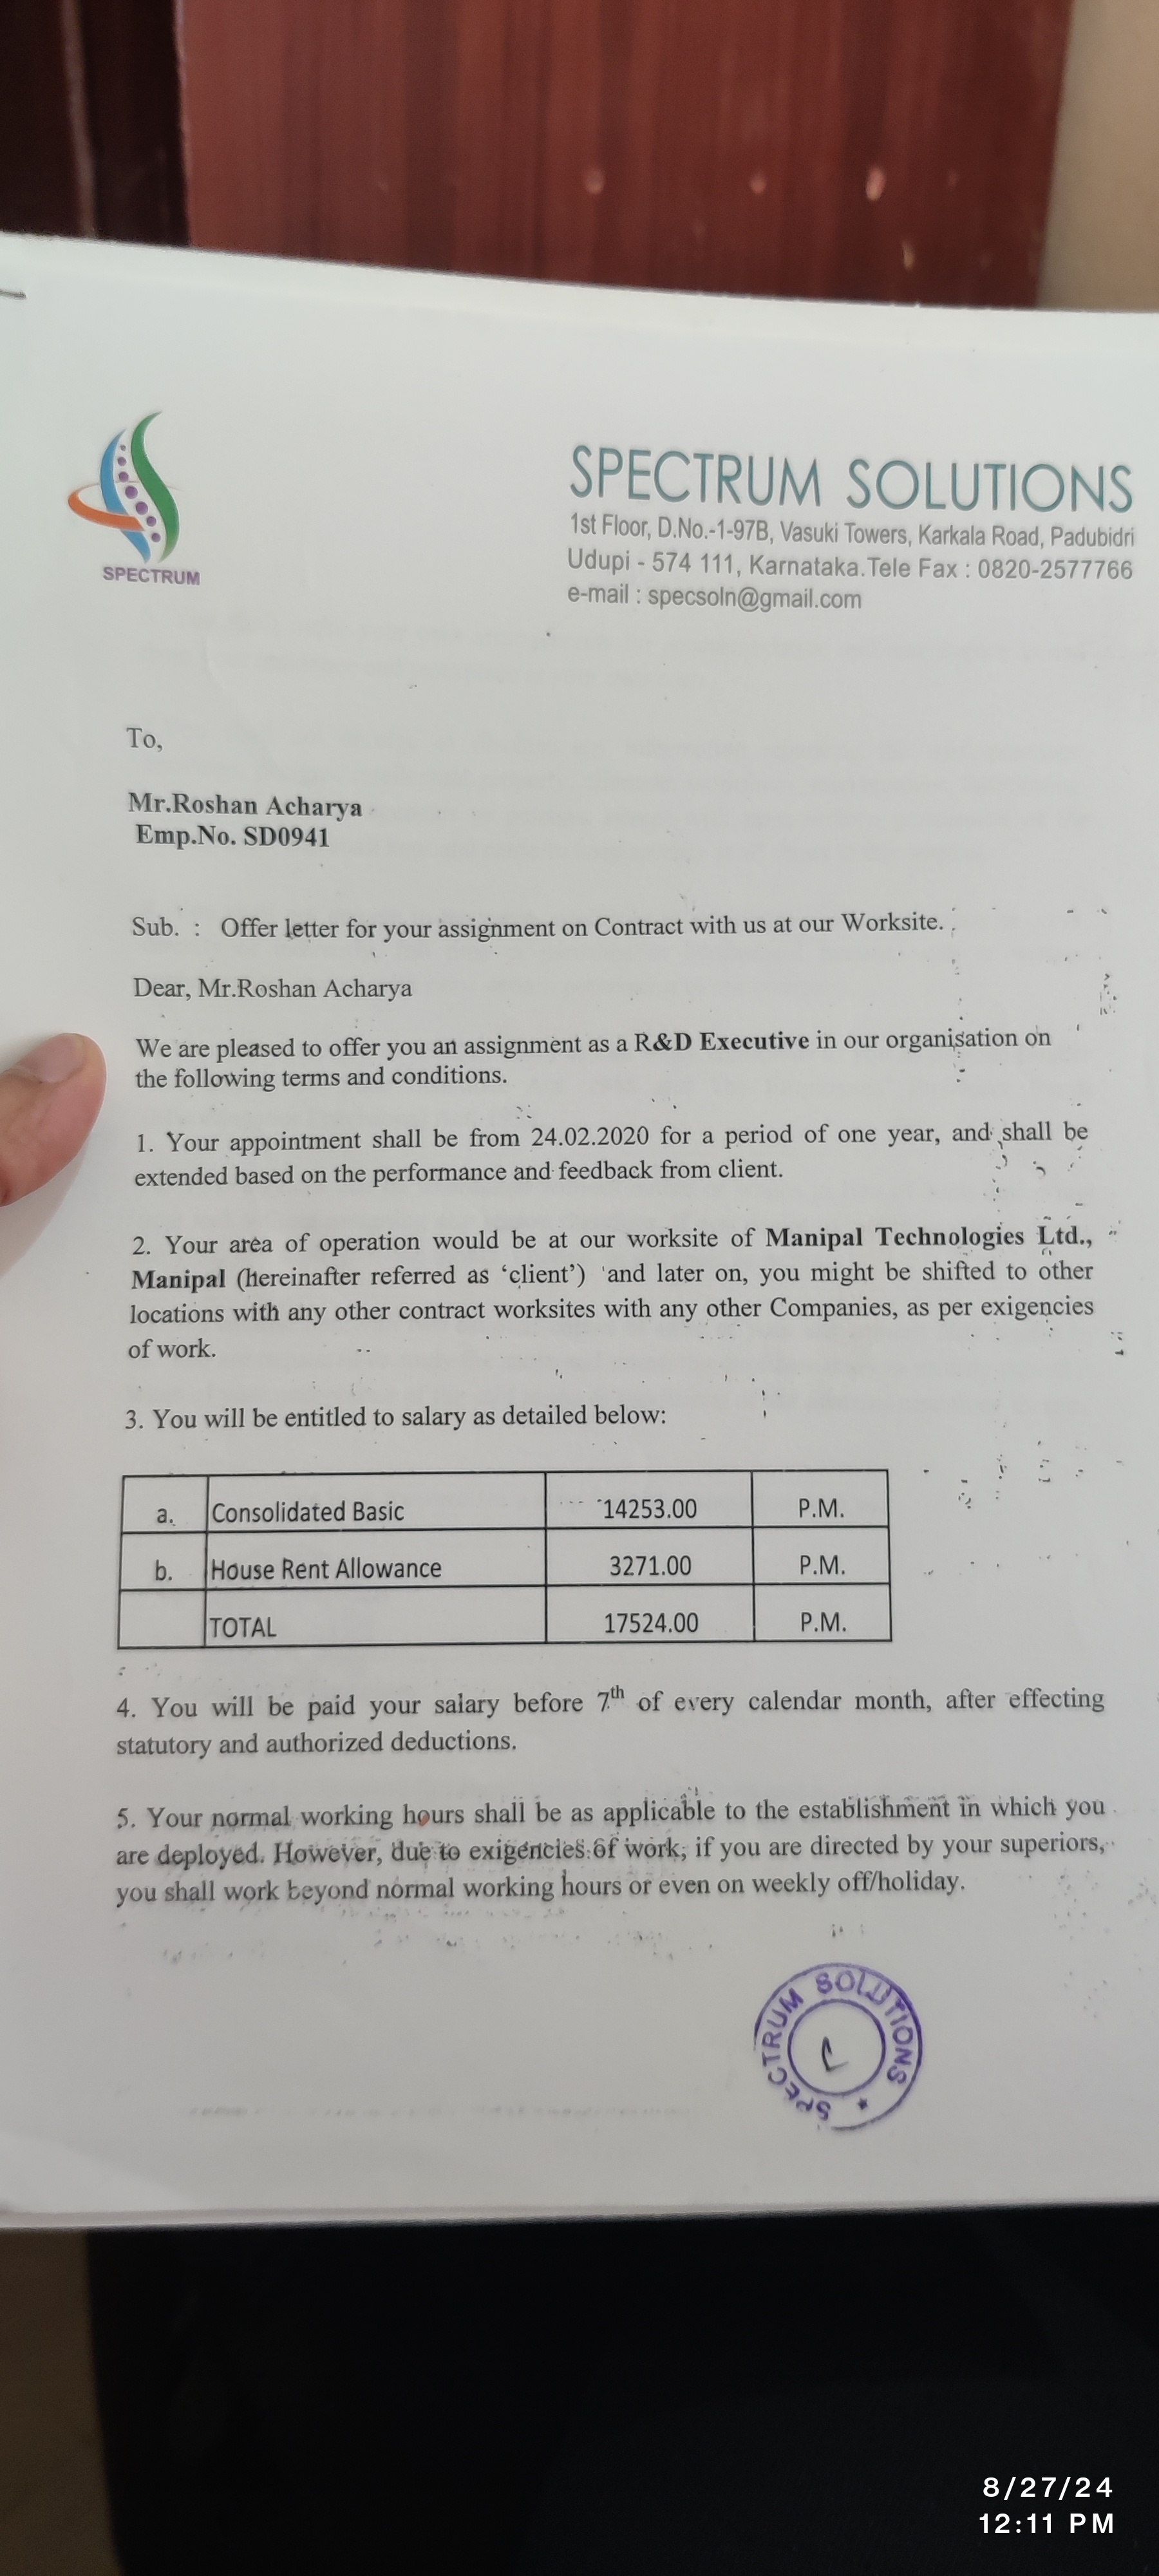 SPECTRUM
SPECTRUM SOLUTIONS
1st Floor, D.No.-1-97B, Vasuki Towers, Karkala Road, Padubidri
Udupi - 574 111, Karnataka.Tele Fax : 0820-2577766
e-mail : specsoln@gmail.com
To,
Mr.Roshan Acharya
Emp.No. SD0941
Sub. : Offer letter for your assignment on Contract with us at our Worksite.
Dear, Mr.Roshan Acharya
We are pleased to offer you an assignment as a R&D Executive in our organisation on
the following terms and conditions.
1. Your appointment shall be from 24.02.2020 for a period of one year, and shall be
extended based on the performance and feedback from client.
2. Your area of operation would be at our worksite of Manipal Technologies Ltd.,
Manipal (hereinafter referred as ‘client’) and later on, you might be shifted to other
locations with any other contract worksites with any other Companies, as per exigencies
of work.
3. You will be entitled to salary as detailed below:
a. Consolidated Basic 14253.00 P.M.
b. House Rent Allowance 3271.00 P.M.
TOTAL 17524.00 P.M.
4. You will be paid your salary before 7th of every calendar month, after effecting
statutory and authorized deductions.
5. Your normal working hours shall be as applicable to the establishment in which you
are deployed. However, due to exigencies of work, if you are directed by your superiors,
you shall work beyond normal working hours or even on weekly off/holiday.
SPECTRUM SOLUTIONS
8/27/24
12:11 PM